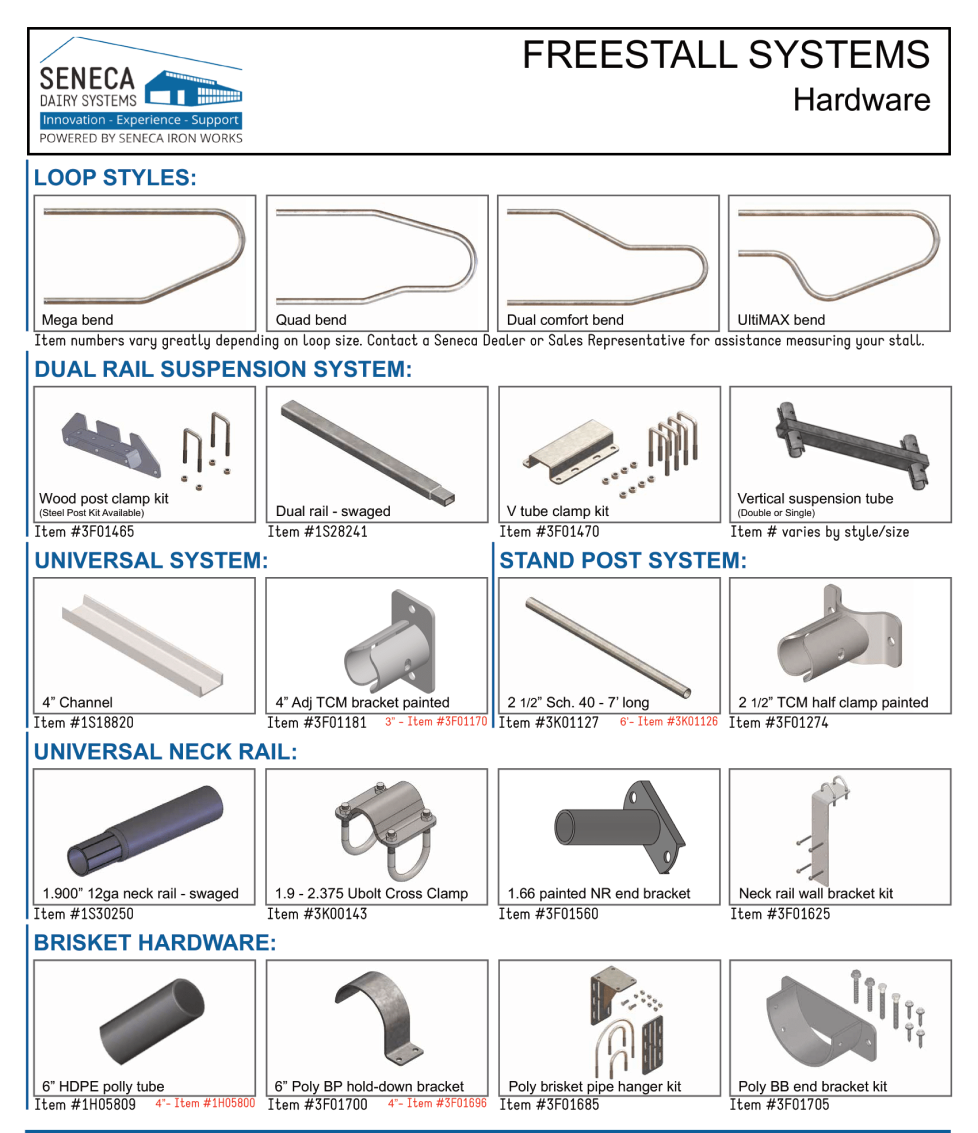 SENECA
DAIRY SYSTEMS
Innovation - Experience - Support
POWERED BY SENECA IRON WORKS
FREESTALL SYSTEMS
Hardware
LOOP STYLES:
Mega bend
Quad bend
Dual comfort bend
UltiMAX bend
Item numbers vary greatly depending on loop size. Contact a Seneca Dealer or Sales Representative for assistance measuring your stall.
DUAL RAIL SUSPENSION SYSTEM:
Wood post clamp kit
(Steel Post Kit Available)
Item #3F01465
Dual rail - swaged
Item #1S28241
V tube clamp kit
Item #3F01470
Vertical suspension tube
(Double or Single)
Item # varies by style/size
UNIVERSAL SYSTEM:
4” Channel
Item #1S18820
4” Adj TCM bracket painted
Item #3F01181 3" - Item #3F01170
STAND POST SYSTEM:
2 1/2” Sch. 40 - 7’ long
Item #3K01127 6'- Item #3K01126
2 1/2” TCM half clamp painted
Item #3F01274
UNIVERSAL NECK RAIL:
1.900” 12ga neck rail - swaged
Item #1S30250
1.9 - 2.375 Ubolt Cross Clamp
Item #3K00143
1.66 painted NR end bracket
Item #3F01560
Neck rail wall bracket kit
Item #3F01625
BRISKET HARDWARE:
6” HDPE polly tube
Item #1H05809 4"- Item #1H05800
6” Poly BP hold-down bracket
Item #3F01700 4"- Item #3F01696
Poly brisket pipe hanger kit
Item #3F01685
Poly BB end bracket kit
Item #3F01705